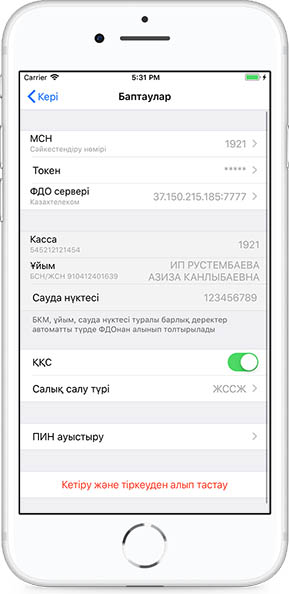 Carrier 5:31 PM
Кері Баптаулар
МСН 1921
Сәйкестендіру нөмірі
Токен *****
ФДО сервері 37.150.215.185:7777
Казахтелеком
Касса 1921
545212121454
Ұйым ИП РУСТЕМБАЕВА
БСН/ЖСН 910412401639 АЗИЗА КАНЛЫБАЕВНА
Сауда нүктесі 123456789
БКМ, ұйым, сауда нүктесі туралы барлық деректер
автоматты түрде ФДОнан алынып толтырылады
ҚҚС
Салық салу түрі ЖССЖ
ПИН ауыстыру
Кетіру және тіркеуден алып тастау